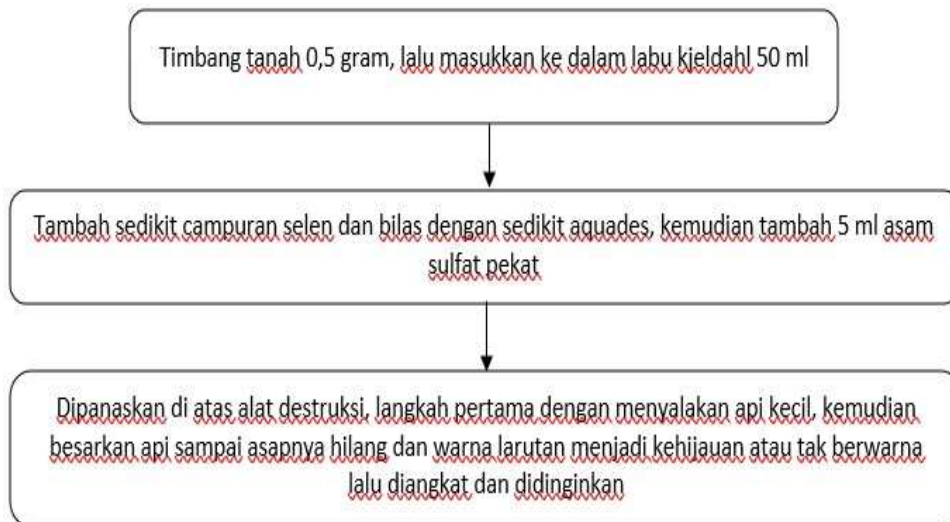 Timbang tanah 0,5 gram, lalu masukkan ke dalam labu kjeldahl 50 ml
Tambah sedikit campuran selen dan bilas dengan sedikit aquades, kemudian tambah 5 ml asam
sulfat pekat
Dipanaskan di atas alat destruksi, langkah pertama dengan menyalakan api kecil, kemudian
besarkan api sampai asapnya hilang dan warna larutan menjadi kehijauan atau tak berwarna
lalu diangkat dan didinginkan